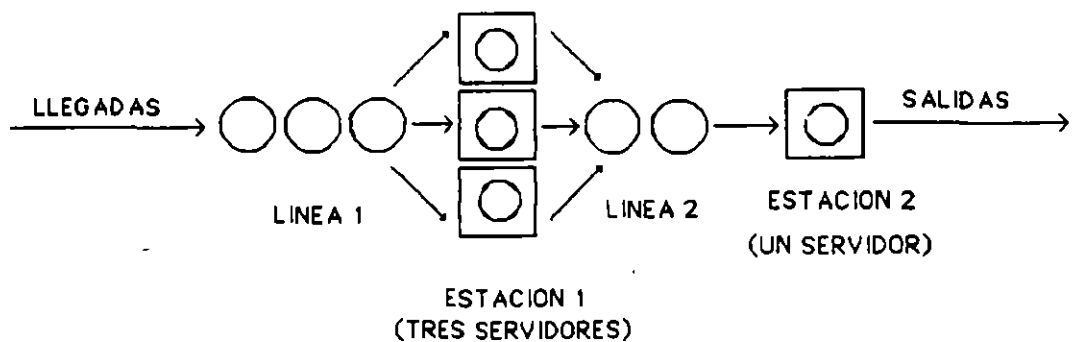 LLEGADAS
SALIDAS
LINEA 1
LINEA 2
ESTACION 2
(UN SERVIDOR)
ESTACION 1
(TRES SERVIDORES)